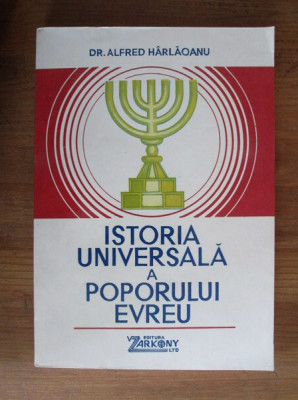 DR. ALFRED HÂRLĂOANU
ISTORIA
UNIVERSALĂ
A
POPORULUI
EVREU
EDITURA
ZARKONY
LTD